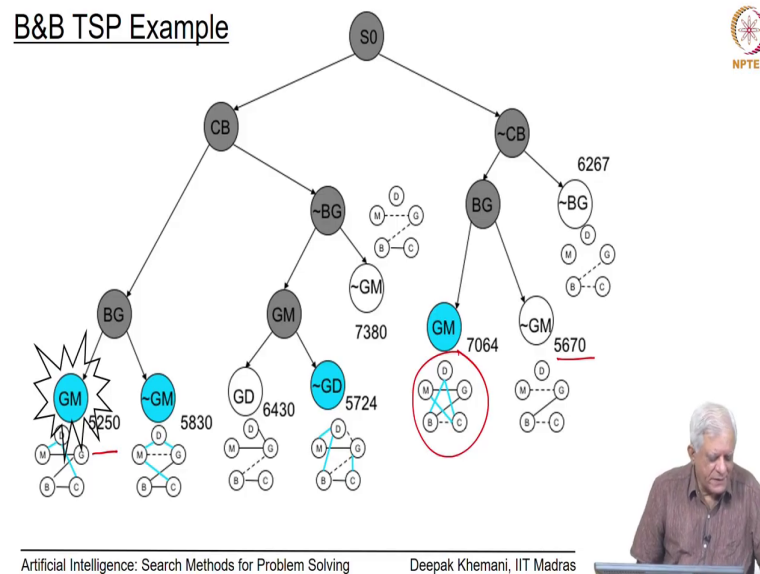 B&B TSP Example
NPTEL
S0
CB
~CB
6267
~BG
BG
~BG
D
M
G
B
C
D
M
G
B
C
~GM
7380
BG
GM
GM
7064
~GM
5670
D
M
G
B
C
D
M
G
B
C
GM
5250
~GM
5830
GD
6430
~GD
5724
D
M
G
B
C
D
M
G
B
C
D
M
G
B
C
D
M
G
B
C
Artificial Intelligence: Search Methods for Problem Solving
Deepak Khemani, IIT Madras